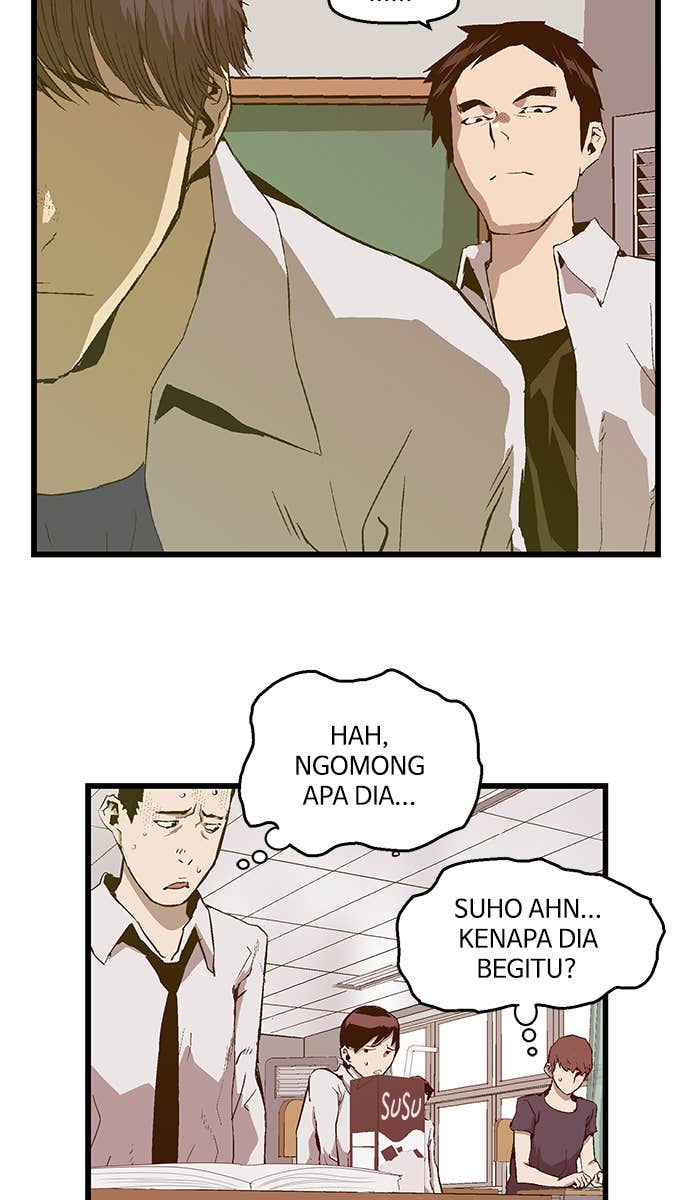 ......
HAH,
NGOMONG
APA DIA...
SUHO AHN...
KENAPA DIA
BEGITU?
SUSU